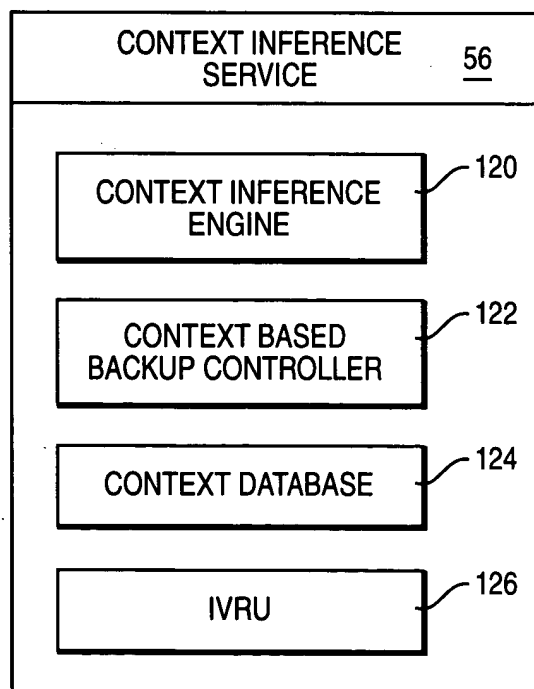 CONTEXT INFERENCE
SERVICE
56
CONTEXT INFERENCE
ENGINE
120
CONTEXT BASED
BACKUP CONTROLLER
122
CONTEXT DATABASE
124
IVRU
126